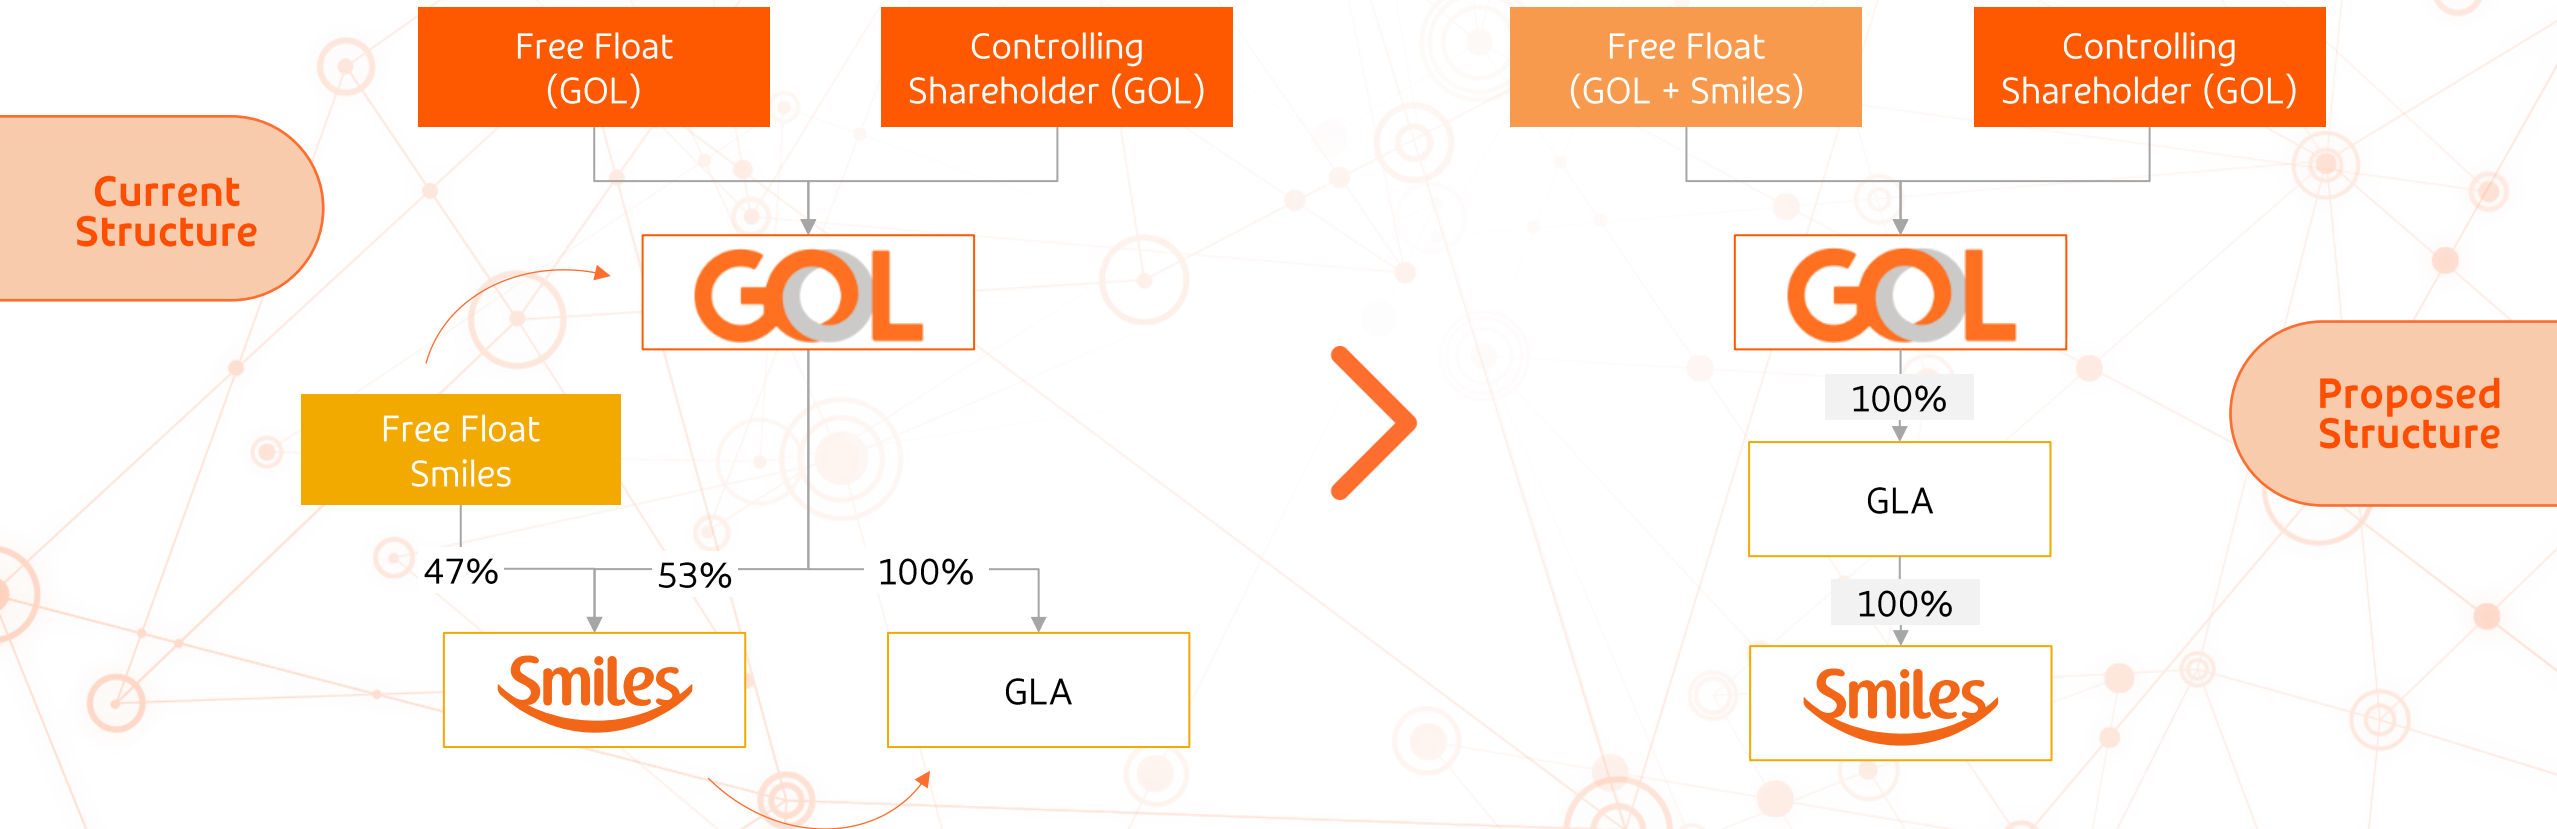 Current
Structure
Free Float
(GOL)
Controlling
Shareholder (GOL)
GOL
Free Float
Smiles
47%
53%
100%
Smiles
GLA
Free Float
(GOL + Smiles)
Controlling
Shareholder (GOL)
GOL
100%
GLA
100%
Smiles
Proposed
Structure